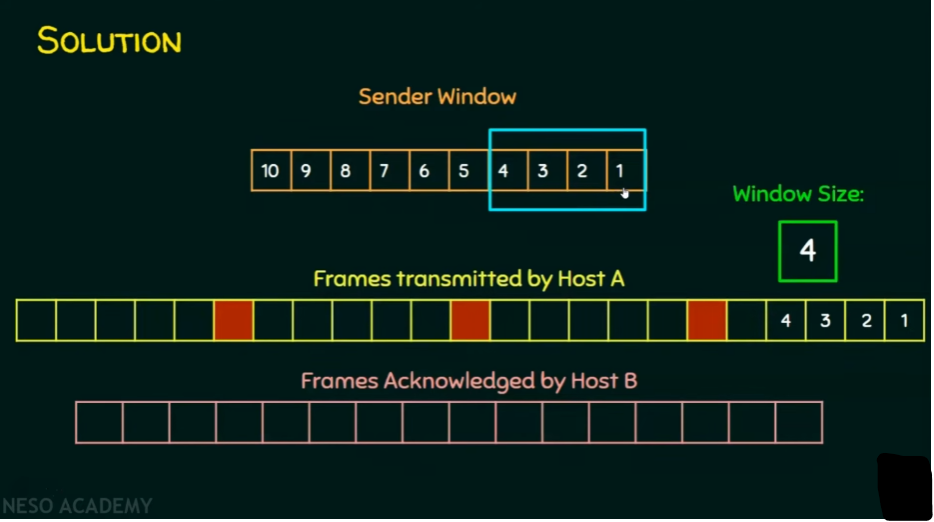 SOLUTION
Sender Window
10 9 8 7 6 5 4 3 2 1
Window Size:
4
Frames transmitted by Host A
4 3 2 1
Frames Acknowledged by Host B
NESO ACADEMY